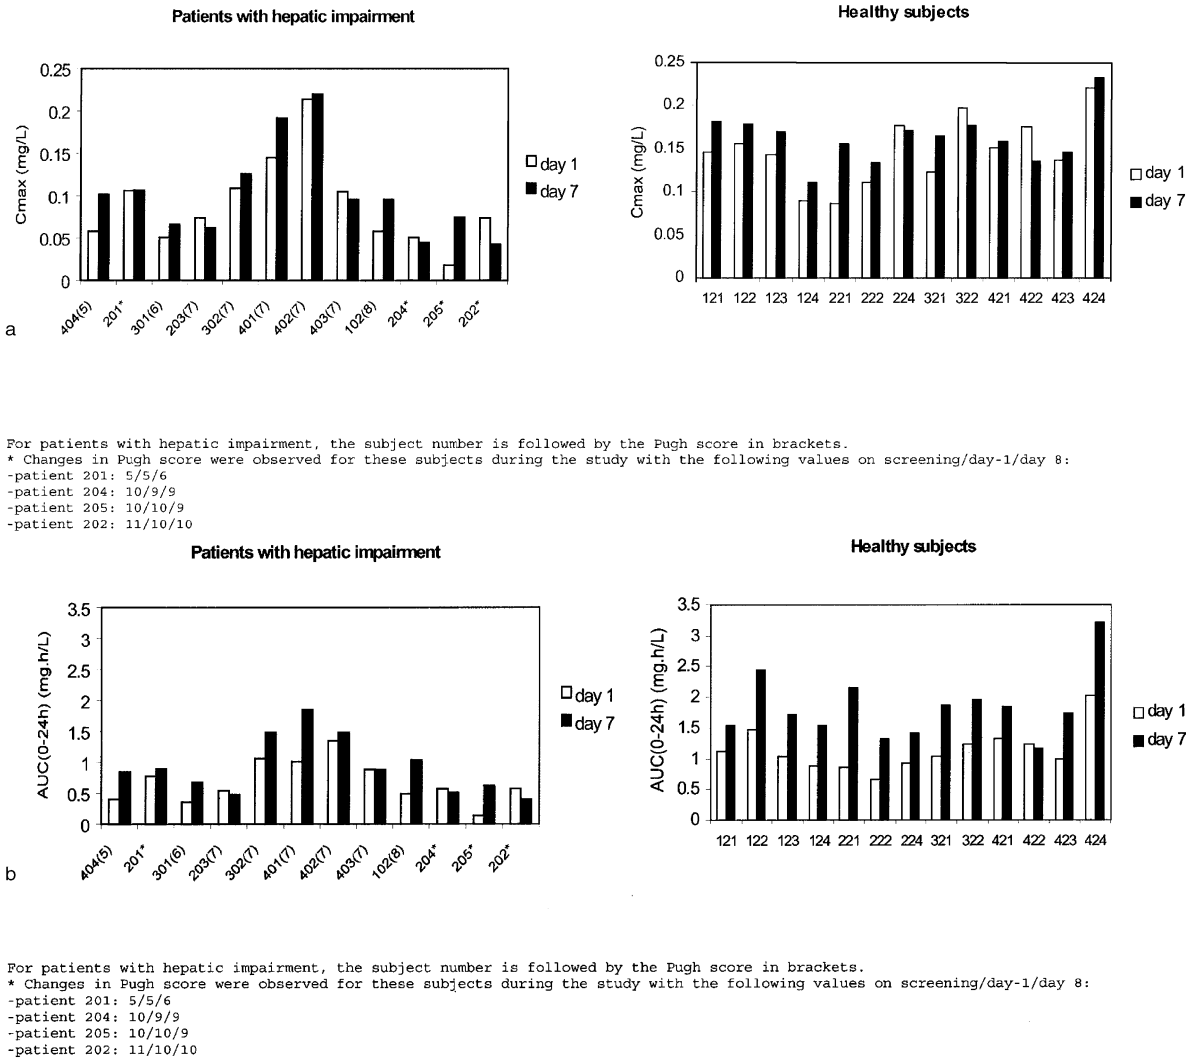 Patients with hepatic impairment
Healthy subjects
Cmax (mg/L)
0.25
0.2
0.15
0.1
0.05
0
404(5) 201* 301(6) 203(7) 302(7) 401(7) 402(7) 403(7) 102(8) 204* 205* 202*
day 1
day 7
Cmax (mg/L)
0.25
0.2
0.15
0.1
0.05
0
121 122 123 124 221 222 224 321 322 421 422 423 424
day 1
day 7
a
For patients with hepatic impairment, the subject number is followed by the Pugh score in brackets.
* Changes in Pugh score were observed for these subjects during the study with the following values on screening/day-1/day 8:
-patient 201: 5/5/6
-patient 204: 10/9/9
-patient 205: 10/10/9
-patient 202: 11/10/10
Patients with hepatic impairment
Healthy subjects
AUC(0-24h) (mg.h/L)
3.5
3
2.5
2
1.5
1
0.5
0
404(5) 201* 301(6) 203(7) 302(7) 401(7) 402(7) 403(7) 102(8) 204* 205* 202*
day 1
day 7
AUC(0-24h) (mg.h/L)
3.5
3
2.5
2
1.5
1
0.5
0
121 122 123 124 221 222 224 321 322 421 422 423 424
day 1
day 7
b
For patients with hepatic impairment, the subject number is followed by the Pugh score in brackets.
* Changes in Pugh score were observed for these subjects during the study with the following values on screening/day-1/day 8:
-patient 201: 5/5/6
-patient 204: 10/9/9
-patient 205: 10/10/9
-patient 202: 11/10/10